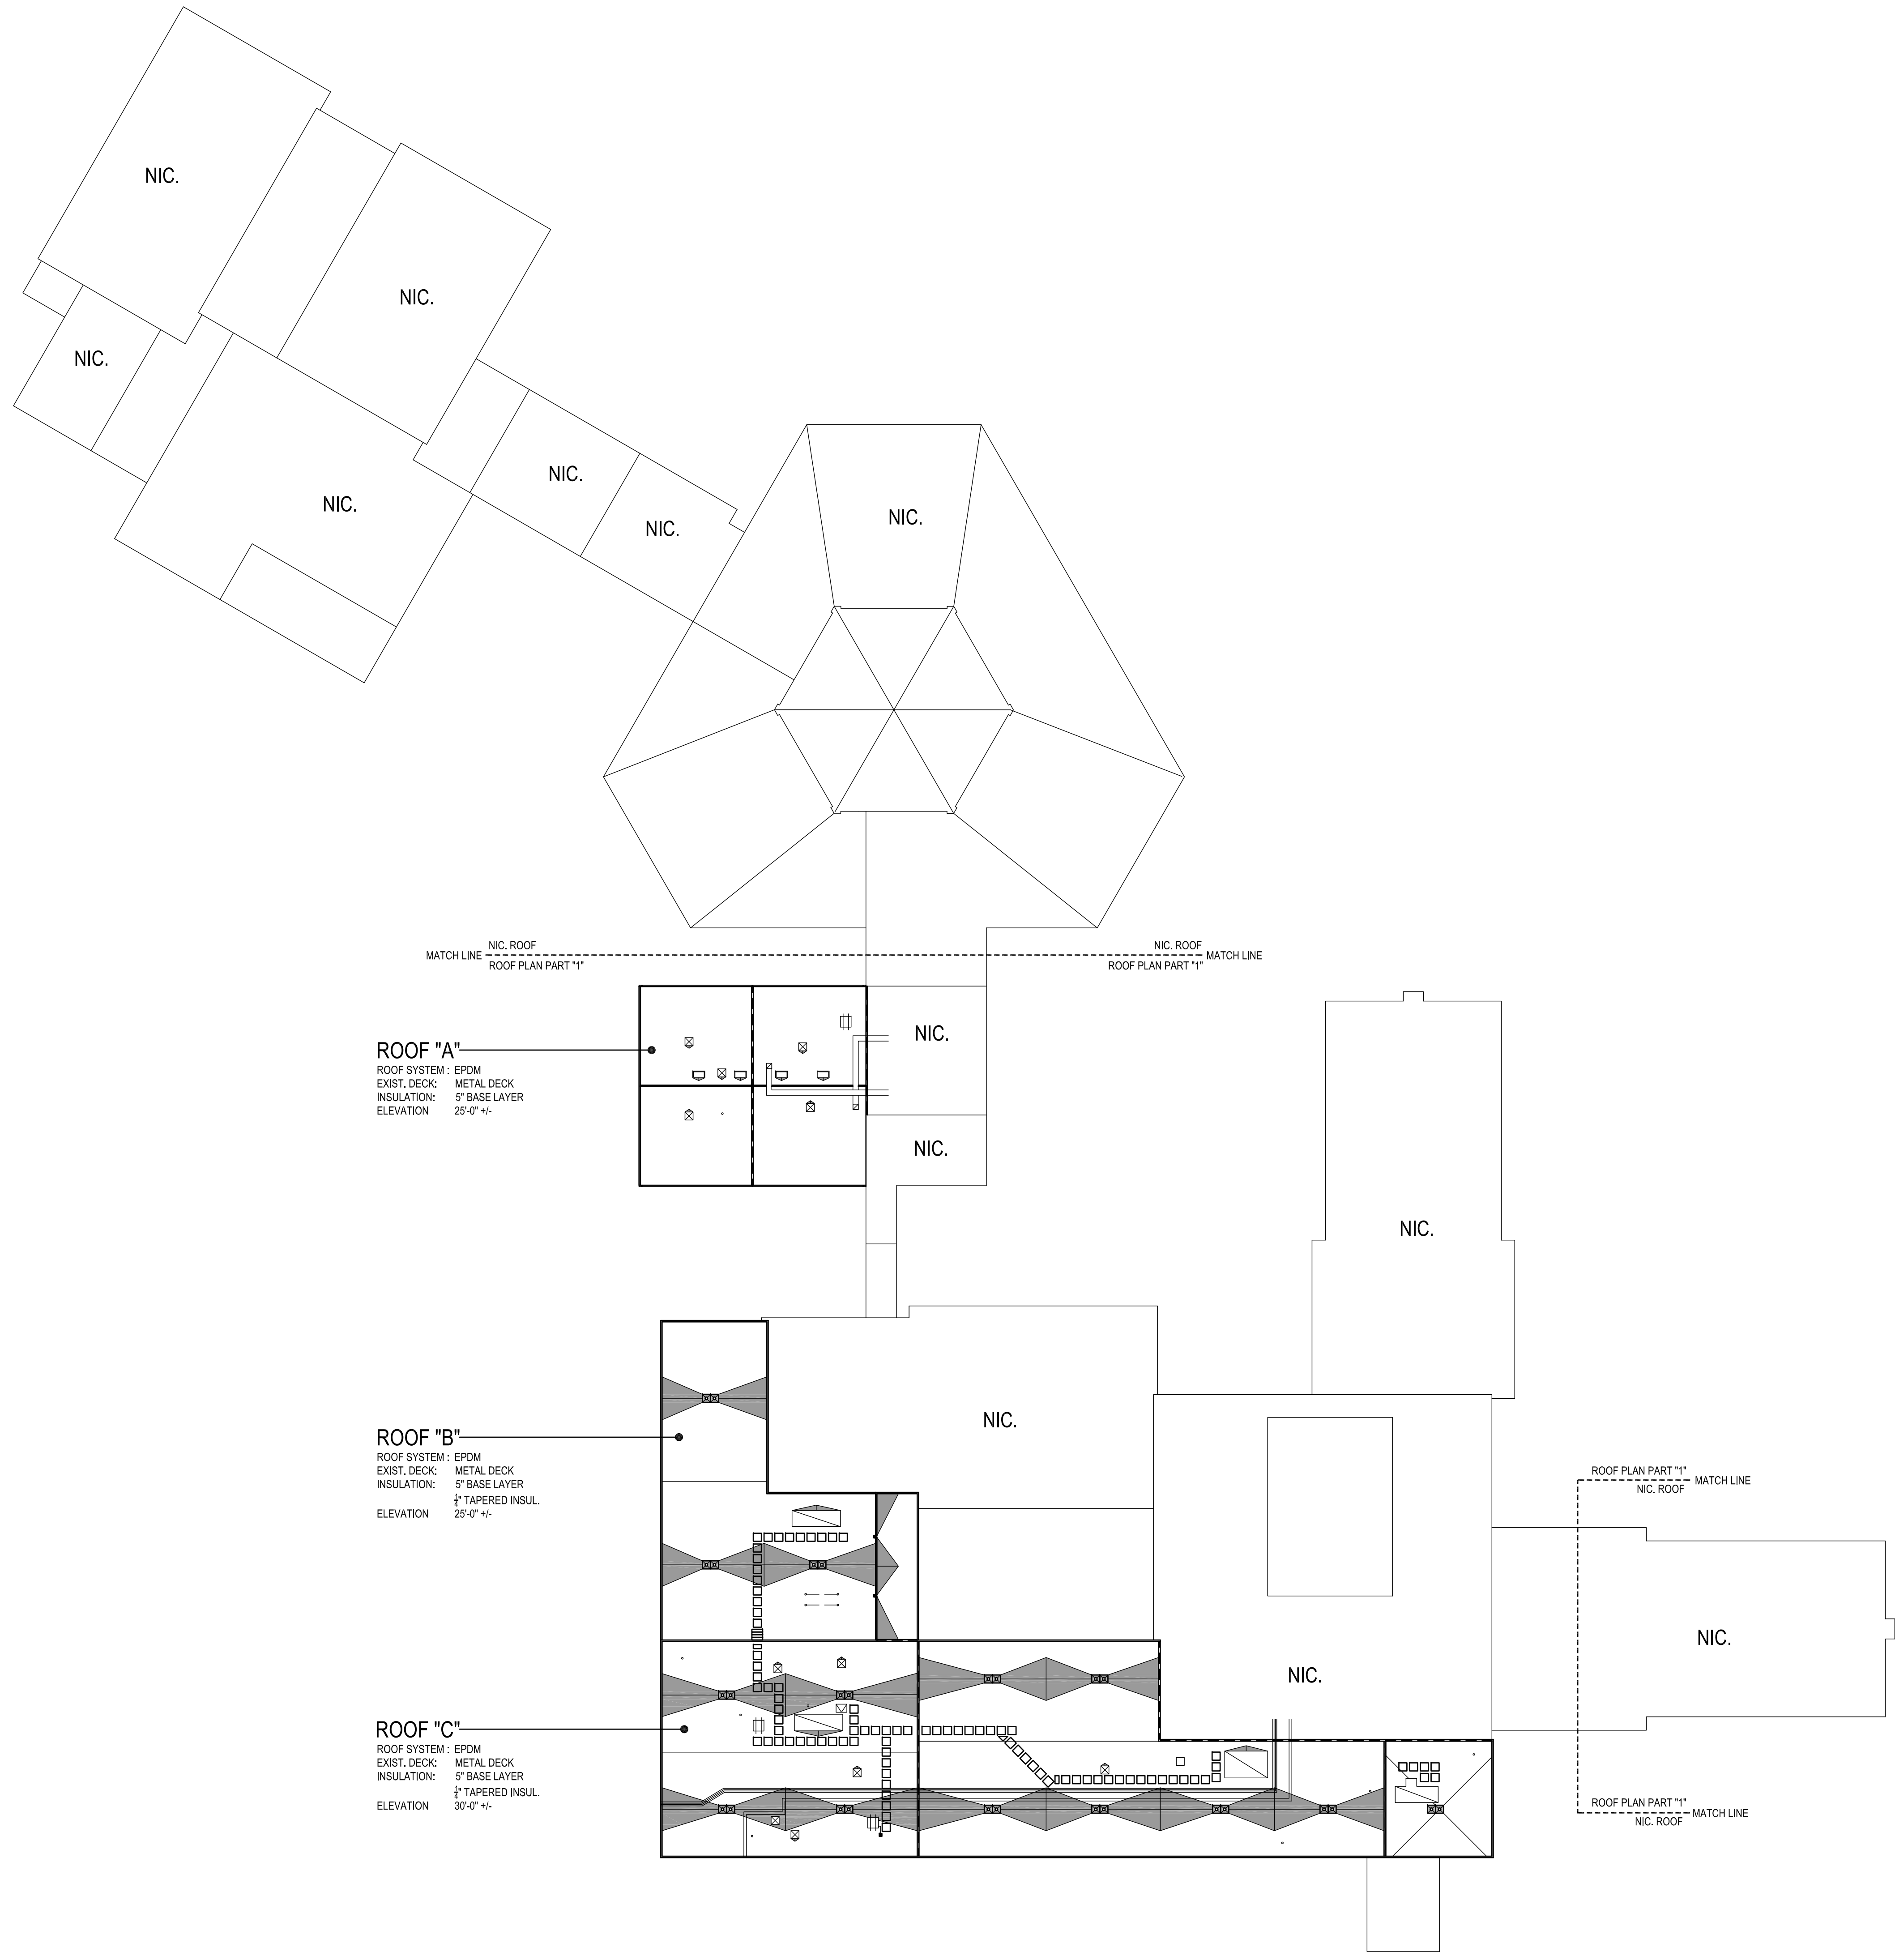 NIC.
NIC.
NIC.
NIC.
NIC.
NIC.
NIC.
NIC. ROOF
MATCH LINE
ROOF PLAN PART "1"
NIC. ROOF
MATCH LINE
ROOF PLAN PART "1"
NIC.
ROOF "A"
ROOF SYSTEM : EPDM
EXIST. DECK: METAL DECK
INSULATION: 5" BASE LAYER
ELEVATION 25'-0" +/-
NIC.
NIC.
NIC.
ROOF "B"
ROOF SYSTEM : EPDM
EXIST. DECK: METAL DECK
INSULATION: 5" BASE LAYER
¼" TAPERED INSUL.
ELEVATION 25'-0" +/-
ROOF PLAN PART "1"
MATCH LINE
NIC. ROOF
NIC.
NIC.
ROOF "C"
ROOF SYSTEM : EPDM
EXIST. DECK: METAL DECK
INSULATION: 5" BASE LAYER
¼" TAPERED INSUL.
ELEVATION 30'-0" +/-
ROOF PLAN PART "1"
MATCH LINE
NIC. ROOF